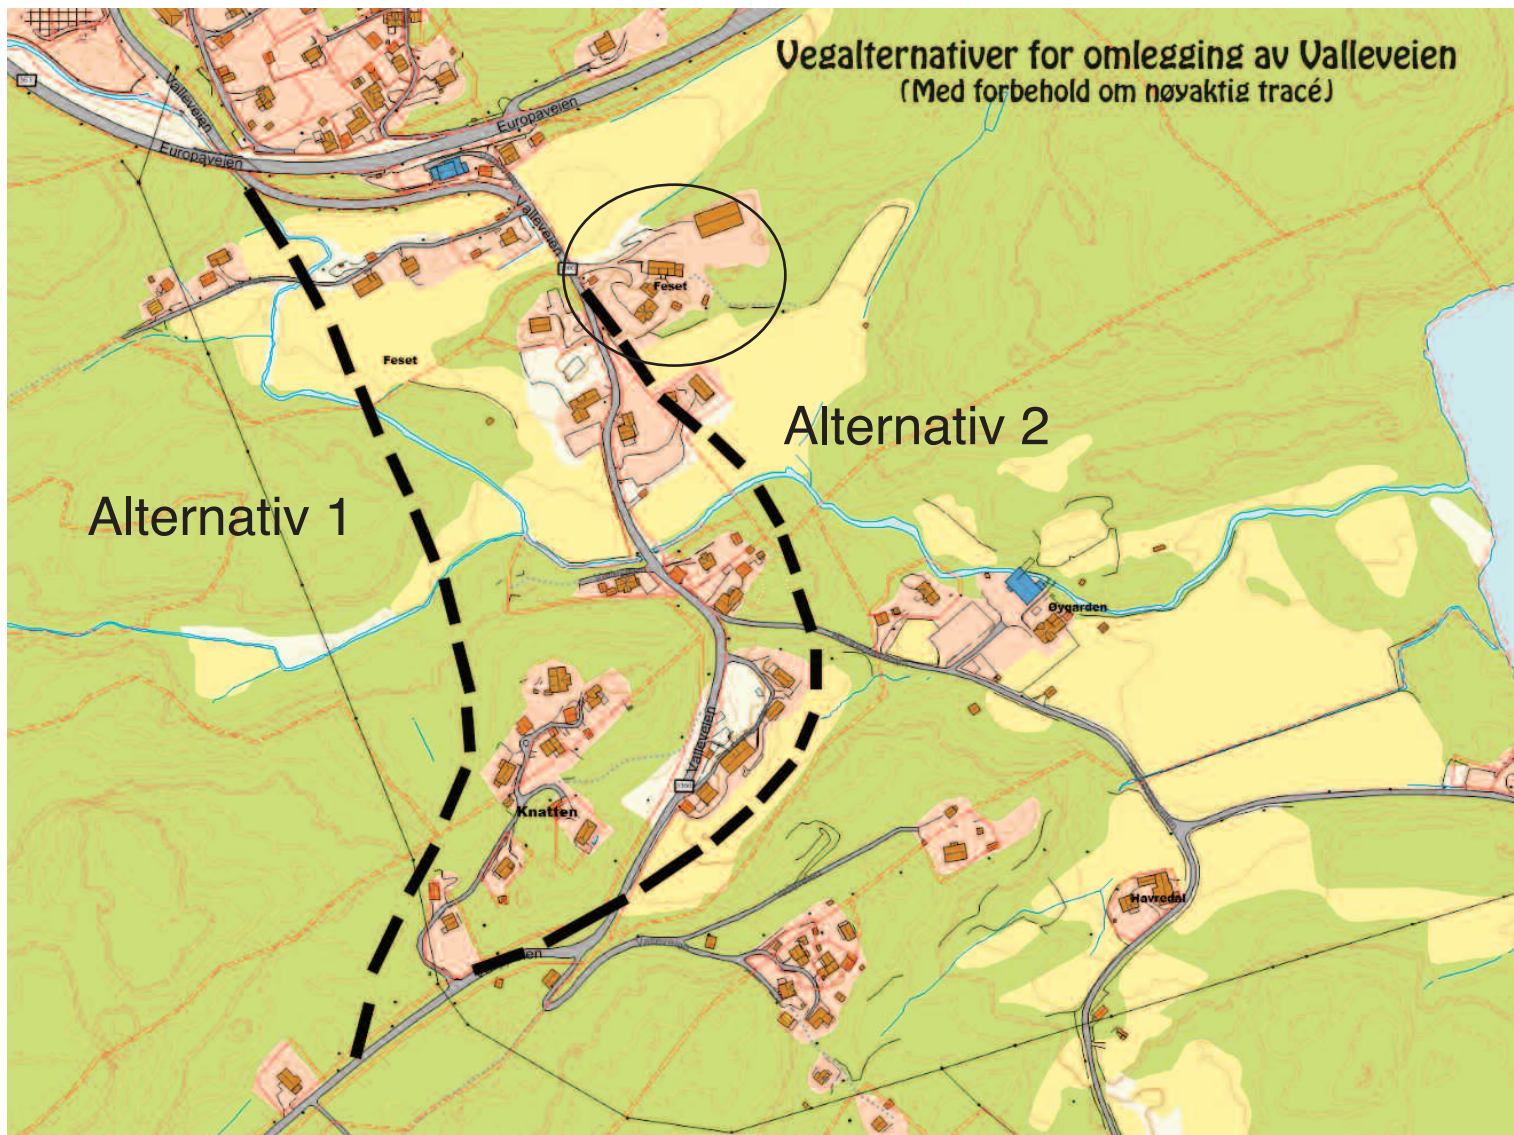 Vegalternativer for omlegging av Valleveien
(Med forbehold om nøyaktig tracé)
Valleveien
Europaveien
Europaveien
Valleveien
Feset
Feset
Alternativ 2
Alternativ 1
Øygarden
Valleveien
Knatten
Havredal